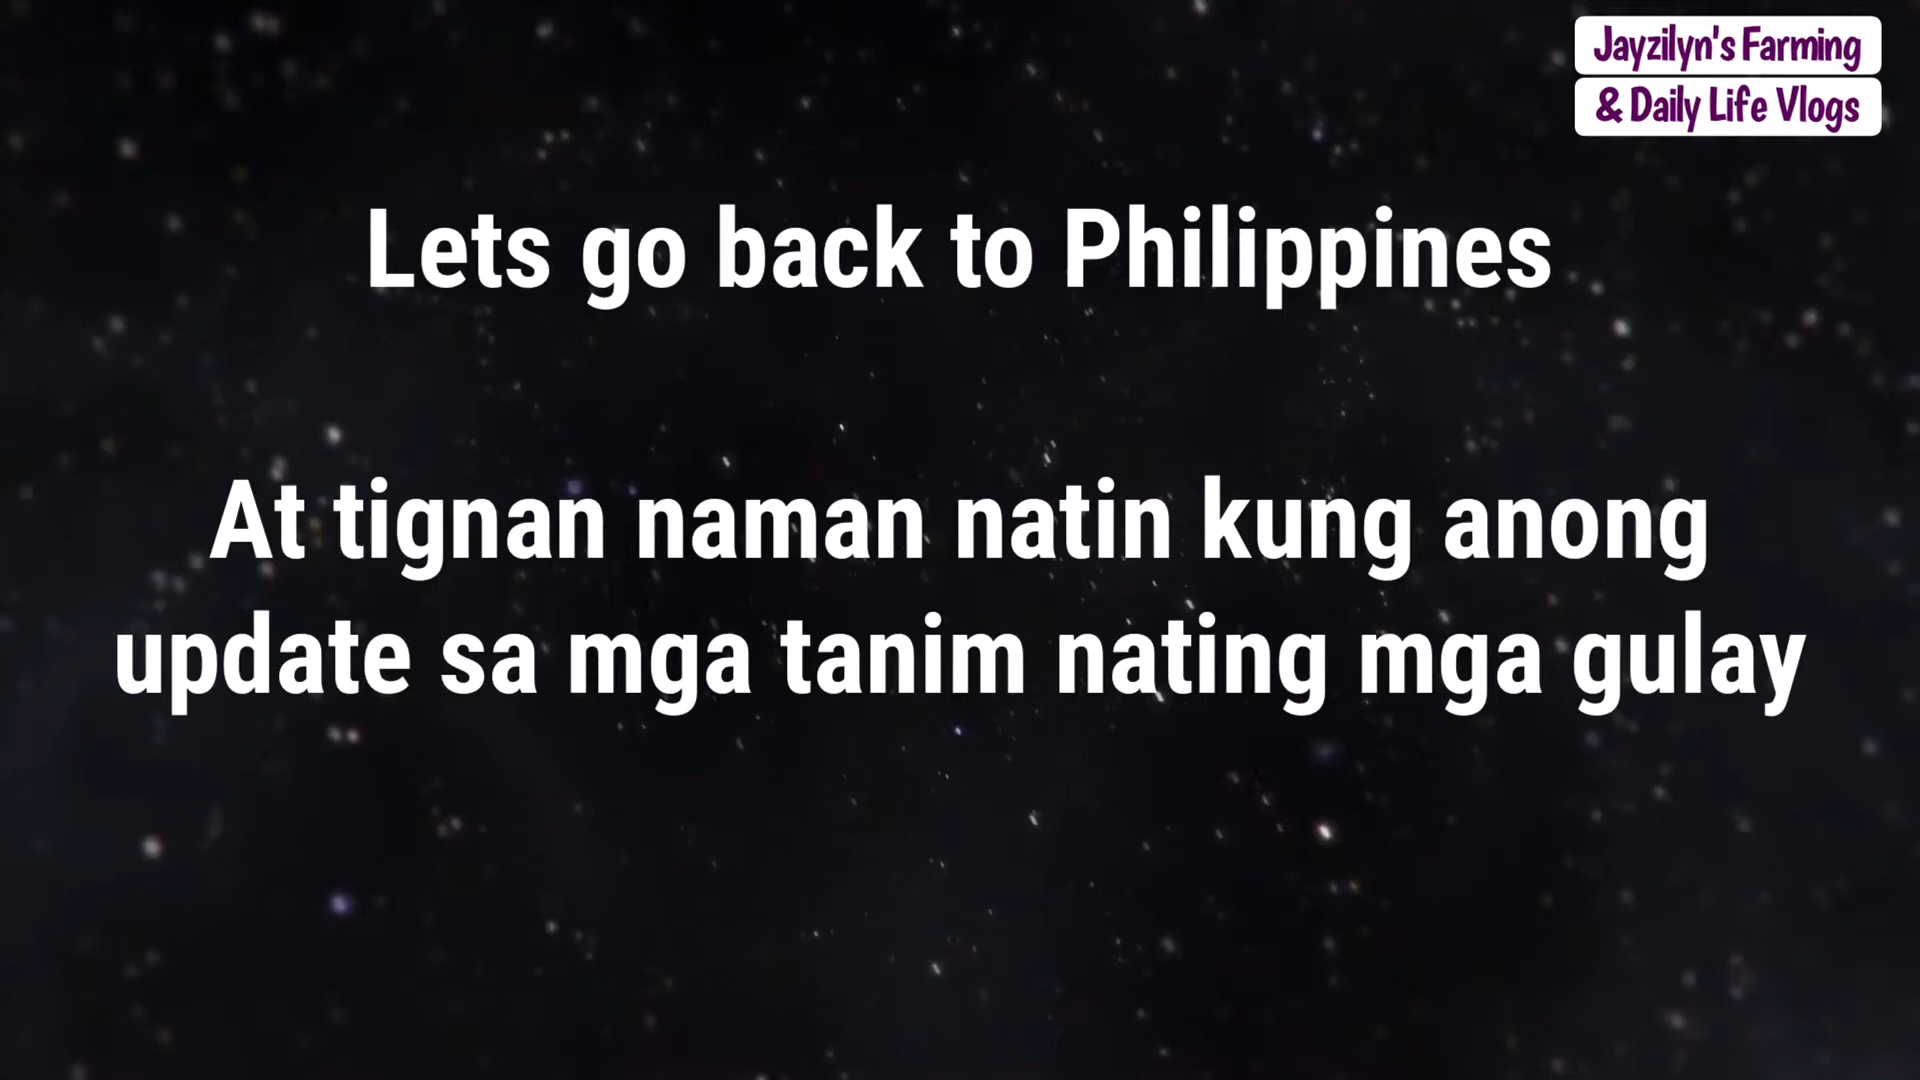 Jayzilyn's Farming
& Daily Life Vlogs
Lets go back to Philippines
At tignan naman natin kung anong
update sa mga tanim nating mga gulay